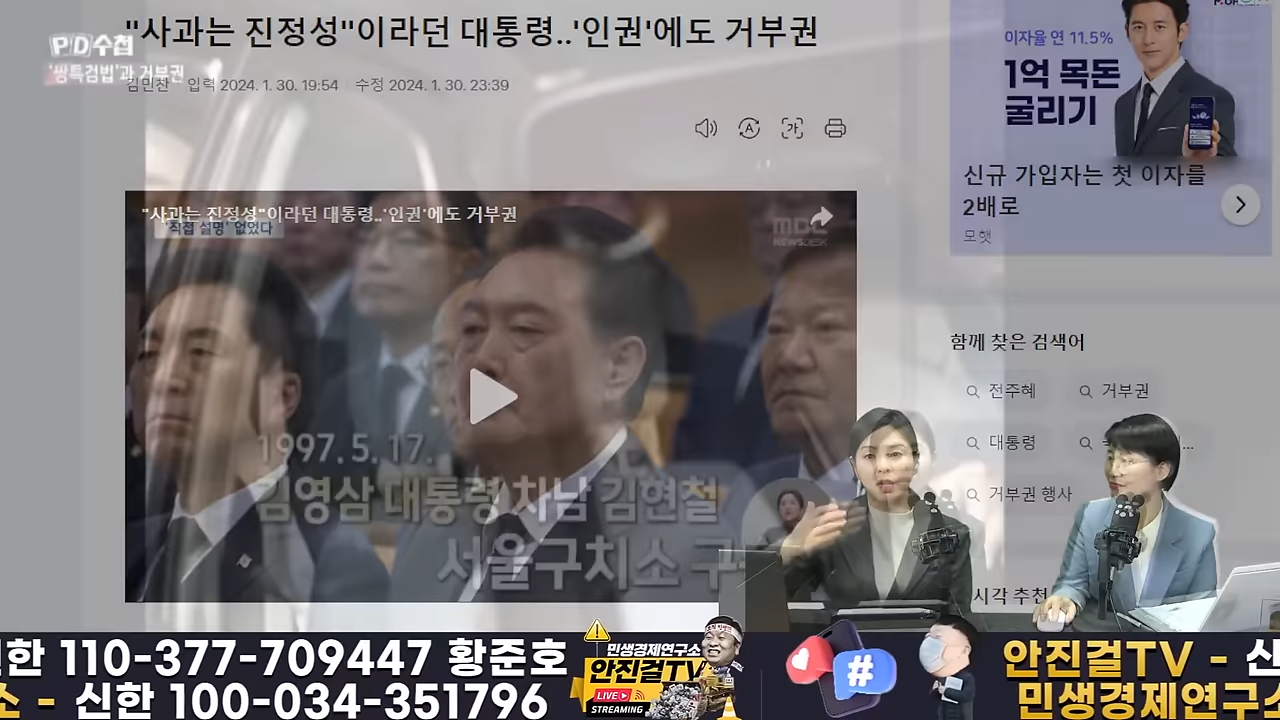 "사과는 진정성"이라던 대통령..'인권'에도 거부권
PD수첩
'쌍특검법'과 거부권
김민찬 입력 2024. 1. 30. 19:54 수정 2024. 1. 30. 23:39
이자율 연 11.5%
1억 목돈
굴리기
신규 가입자는 첫 이자를
2배로
모햇
"사과는 진정성"이라던 대통령..'인권'에도 거부권
'직접 설명' 없었다
MBC
NEWSDESK
함께 찾은 검색어
전주혜
거부권
대통령
거부권 행사
1997. 5. 17.
김영삼 대통령 차남 김현철
서울구치소 구
시각 추천
신한 110-377-709447 황준호
민생경제연구소
안진걸TV
LIVE
STREAMING
#
안진걸TV - 신
소 - 신한 100-034-351796
민생경제연구소